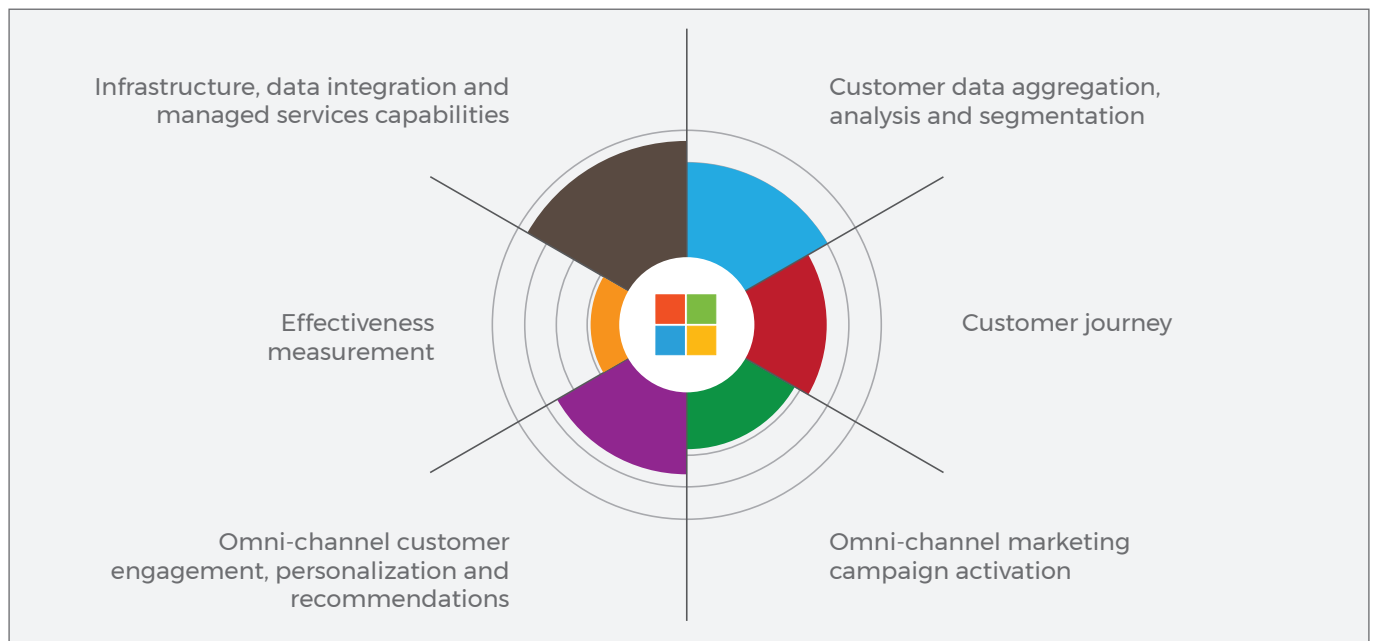 Infrastructure, data integration and
managed services capabilities
Customer data aggregation,
analysis and segmentation
Effectiveness
measurement
Customer journey
Omni-channel customer
engagement, personalization and
recommendations
Omni-channel marketing
campaign activation